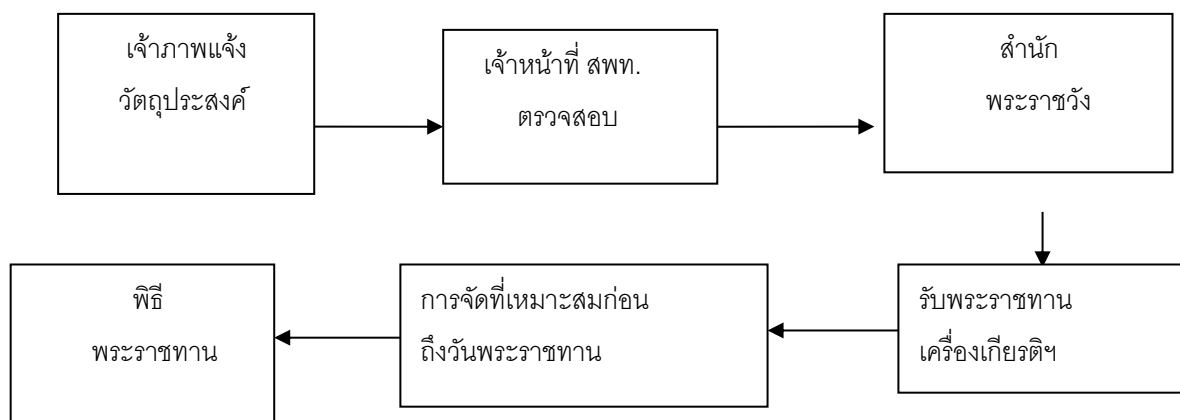 เจ้าภาพแจ้ง
วัตถุประสงค์
เจ้าหน้าที่ สพท.
ตรวจสอบ
สำนัก
พระราชวัง
รับพระราชทาน
เครื่องเกียรติฯ
การจัดที่เหมาะสมก่อน
ถึงวันพระราชทาน
พิธี
พระราชทาน